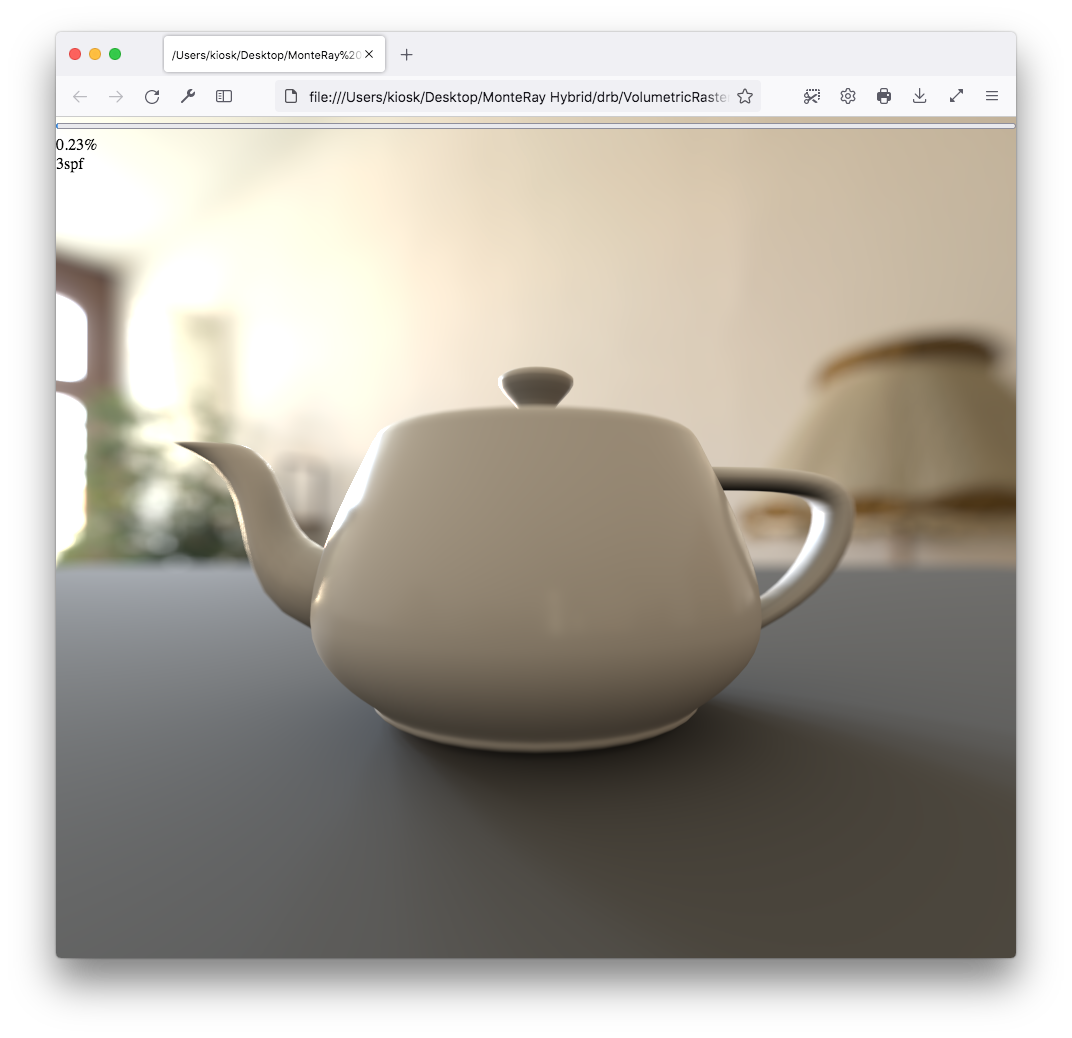 /Users/kiosk/Desktop/MonteRay%20
file:///Users/kiosk/Desktop/MonteRay Hybrid/drb/VolumetricRaste
0.23%
3spf